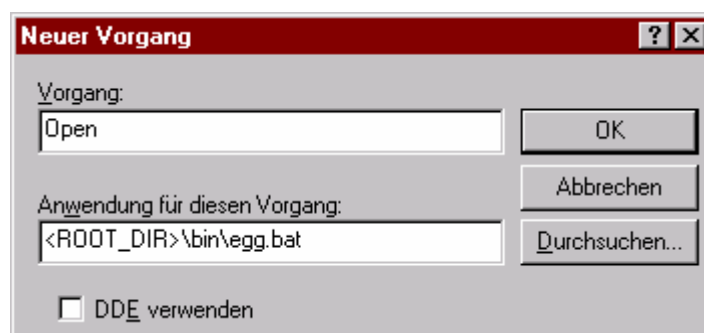 Neuer Vorgang
Vorgang:
Open
OK
Abbrechen
Anwendung für diesen Vorgang:
<ROOT_DIR>\bin\egg.bat
Durchsuchen...
DDE verwenden